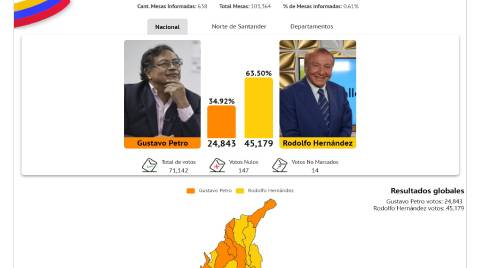 Cant. Mesas Informadas: 638 Total Mesas: 103,364 % de Mesas informadas: 0.61%
Nacional Norte de Santander Departamentos
63.50%
34.92%
Gustavo Petro 24,843 45,179 Rodolfo Hernández
Total de votos Votos Nulos Votos No Marcados
71,142 147 14
Gustavo Petro Rodolfo Hernández
Resultados globales
Gustavo Petro votos: 24,843
Rodolfo Hernández votos: 45,179